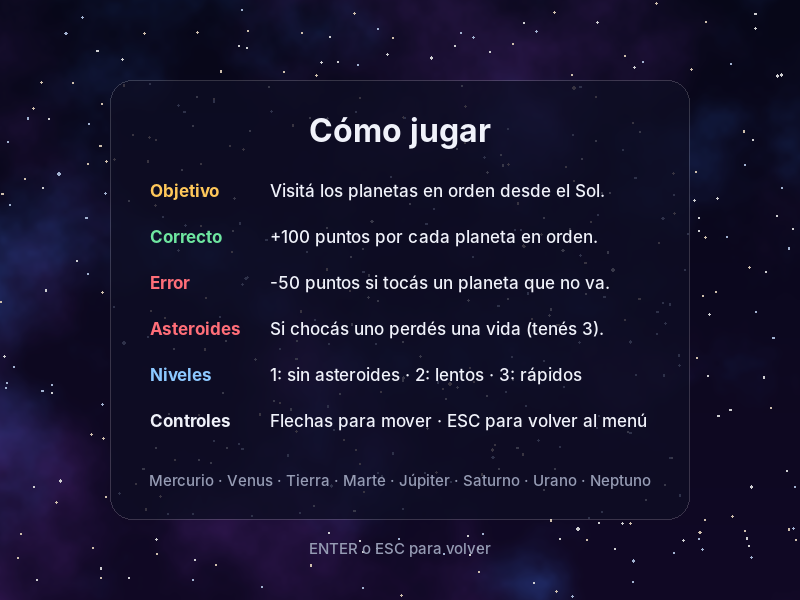 Cómo jugar
Objetivo Visitá los planetas en orden desde el Sol.
Correcto +100 puntos por cada planeta en orden.
Error -50 puntos si tocás un planeta que no va.
Asteroides Si chocás uno perdés una vida (tenés 3).
Niveles 1: sin asteroides · 2: lentos · 3: rápidos
Controles Flechas para mover · ESC para volver al menú
Mercurio · Venus · Tierra · Marte · Júpiter · Saturno · Urano · Neptuno
ENTER o ESC para volver